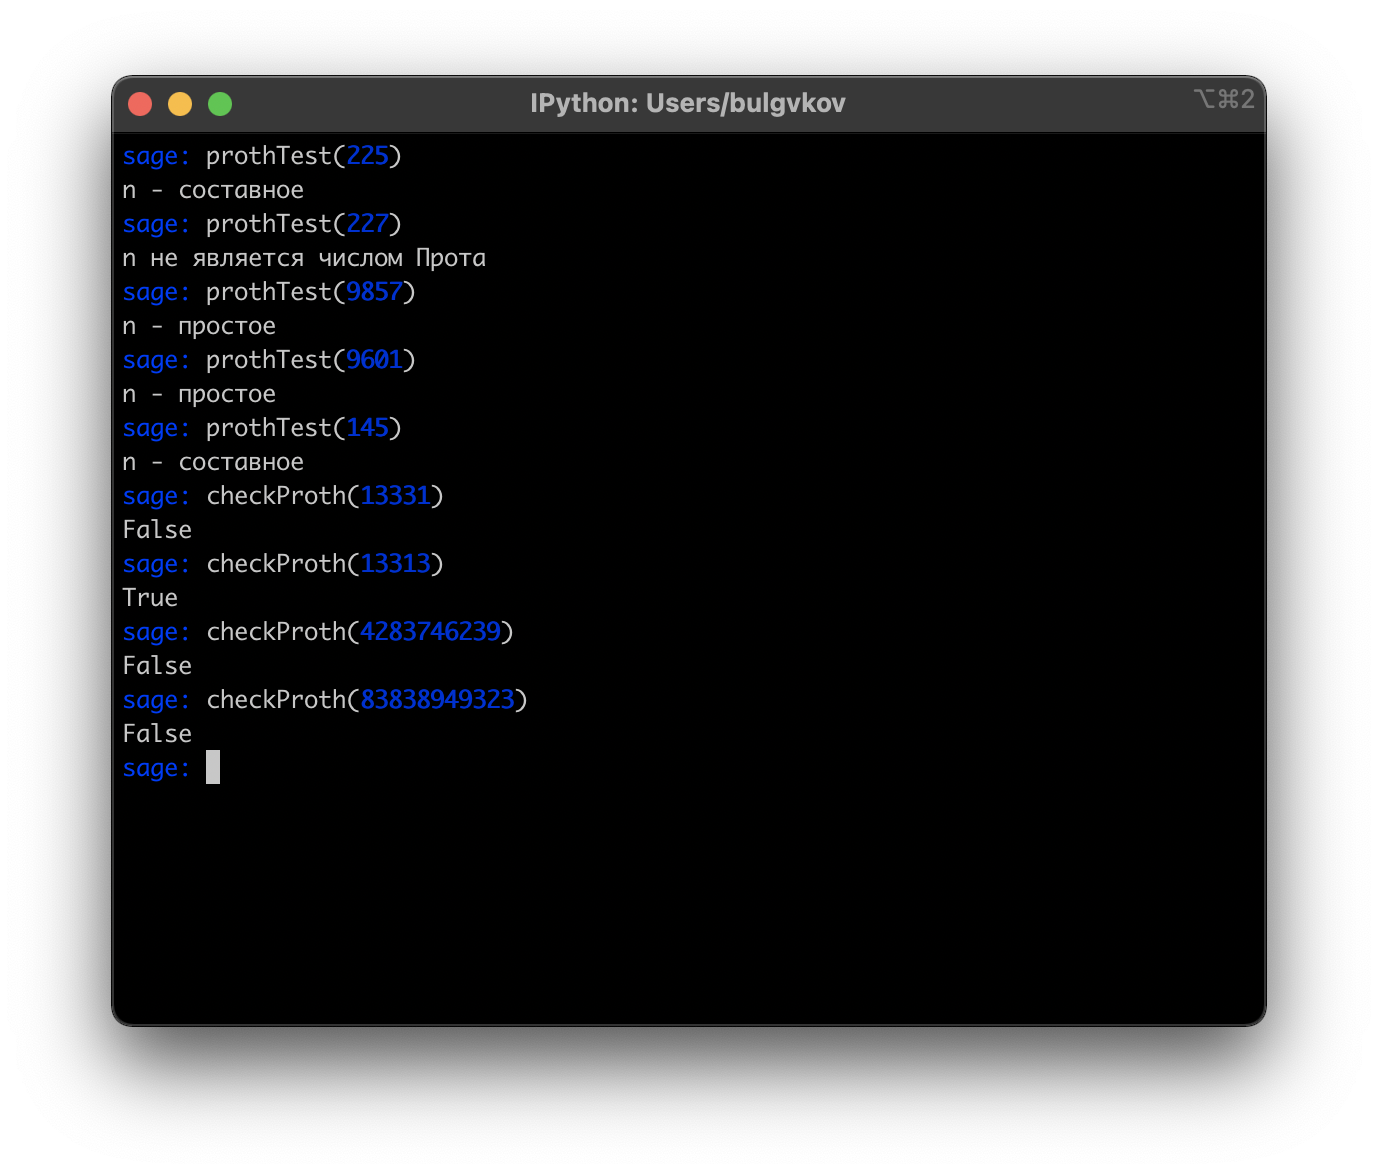 IPython: Users/bulgvkov
⌥⌘2
sage: prothTest(225)
n - составное
sage: prothTest(227)
n не является числом Прота
sage: prothTest(9857)
n - простое
sage: prothTest(9601)
n - простое
sage: prothTest(145)
n - составное
sage: checkProth(13331)
False
sage: checkProth(13313)
True
sage: checkProth(4283746239)
False
sage: checkProth(83838949323)
False
sage: